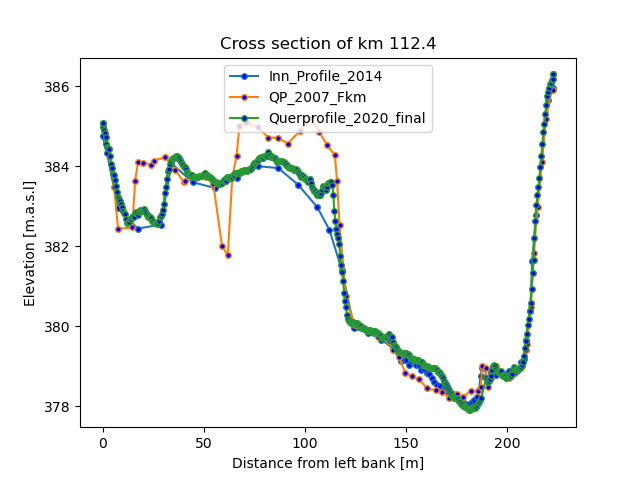 Cross section of km 112.4
Inn_Profile_2014
QP_2007_Fkm
Querprofile_2020_final
386
384
382
380
378
Elevation [m.a.s.l]
0 50 100 150 200
Distance from left bank [m]